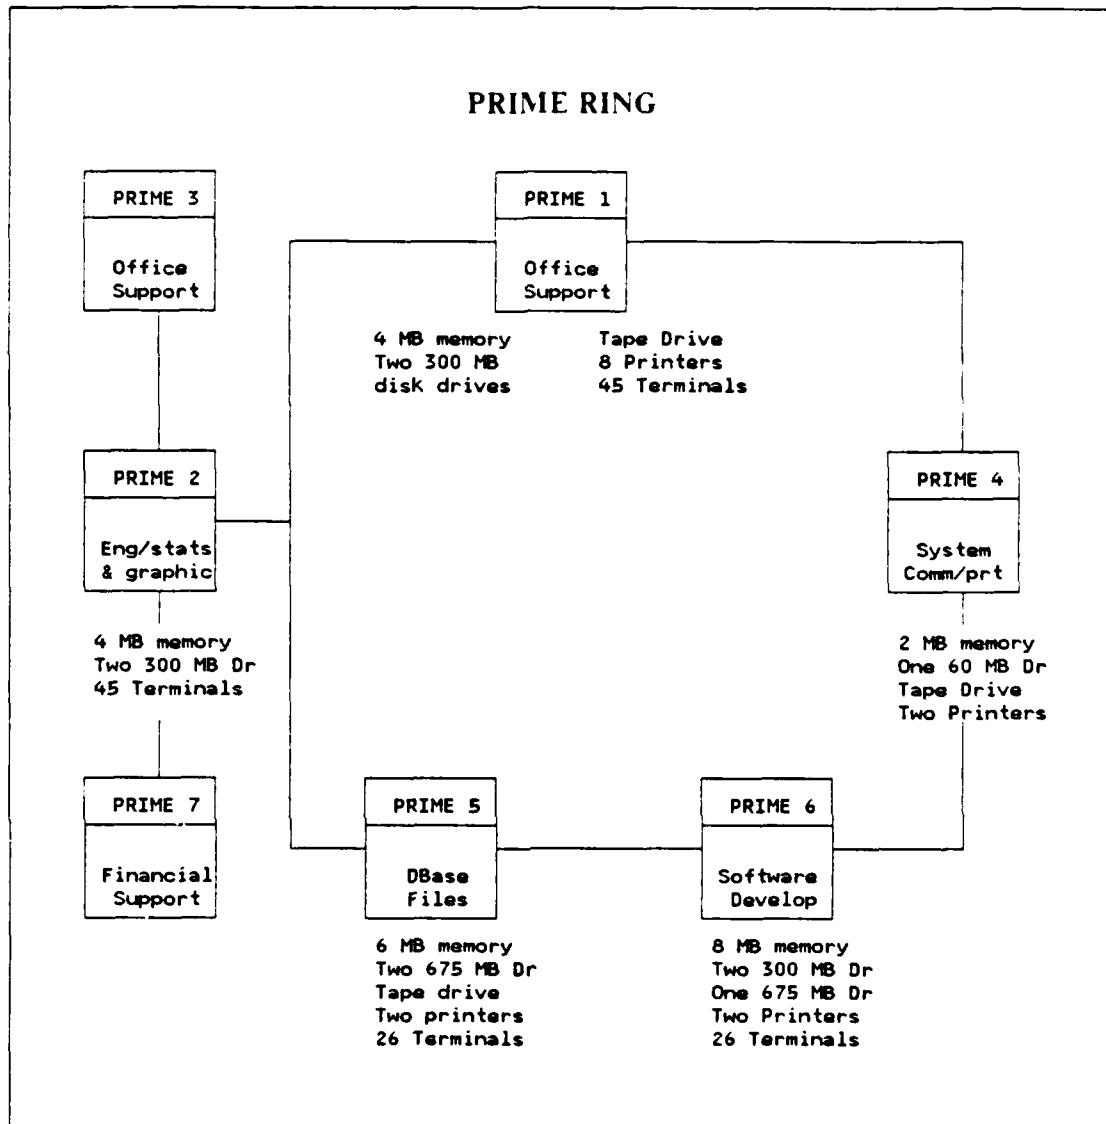 PRIME RING
PRIME 3
Office
Support
PRIME 1
Office
Support
4 MB memory
Two 300 MB
disk drives
Tape Drive
8 Printers
45 Terminals
PRIME 2
Eng/stats
& graphic
4 MB memory
Two 300 MB Dr
45 Terminals
PRIME 4
System
Comm/prt
2 MB memory
One 60 MB Dr
Tape Drive
Two Printers
PRIME 7
Financial
Support
PRIME 5
DBase
Files
6 MB memory
Two 675 MB Dr
Tape drive
Two printers
26 Terminals
PRIME 6
Software
Develop
8 MB memory
Two 300 MB Dr
One 675 MB Dr
Two Printers
26 Terminals